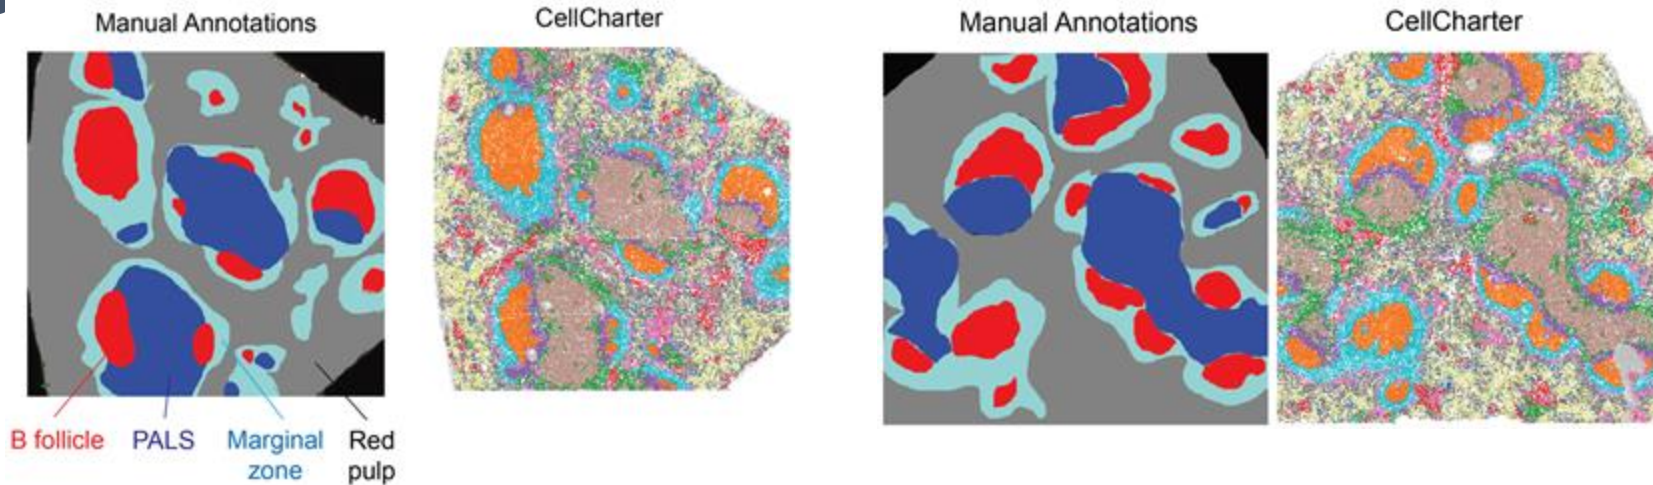 Manual Annotations
CellCharter
Manual Annotations
CellCharter
B follicle
PALS
Marginal
zone
Red
pulp